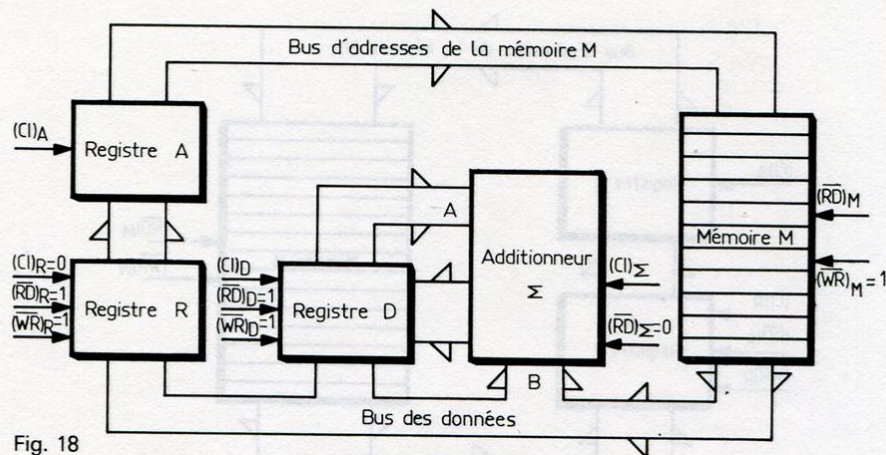 Bus d'adresses de la mémoire M
(CI)A
Registre A
(CI)R=0
(RD)R=1
(WR)R=1
Registre R
(CI)D
(RD)D=1
(WR)D=1
Registre D
A
Additionneur
Σ
B
(CI)Σ
(RD)Σ=0
Mémoire M
(RD)M
(WR)M=1
Bus des données
Fig. 18